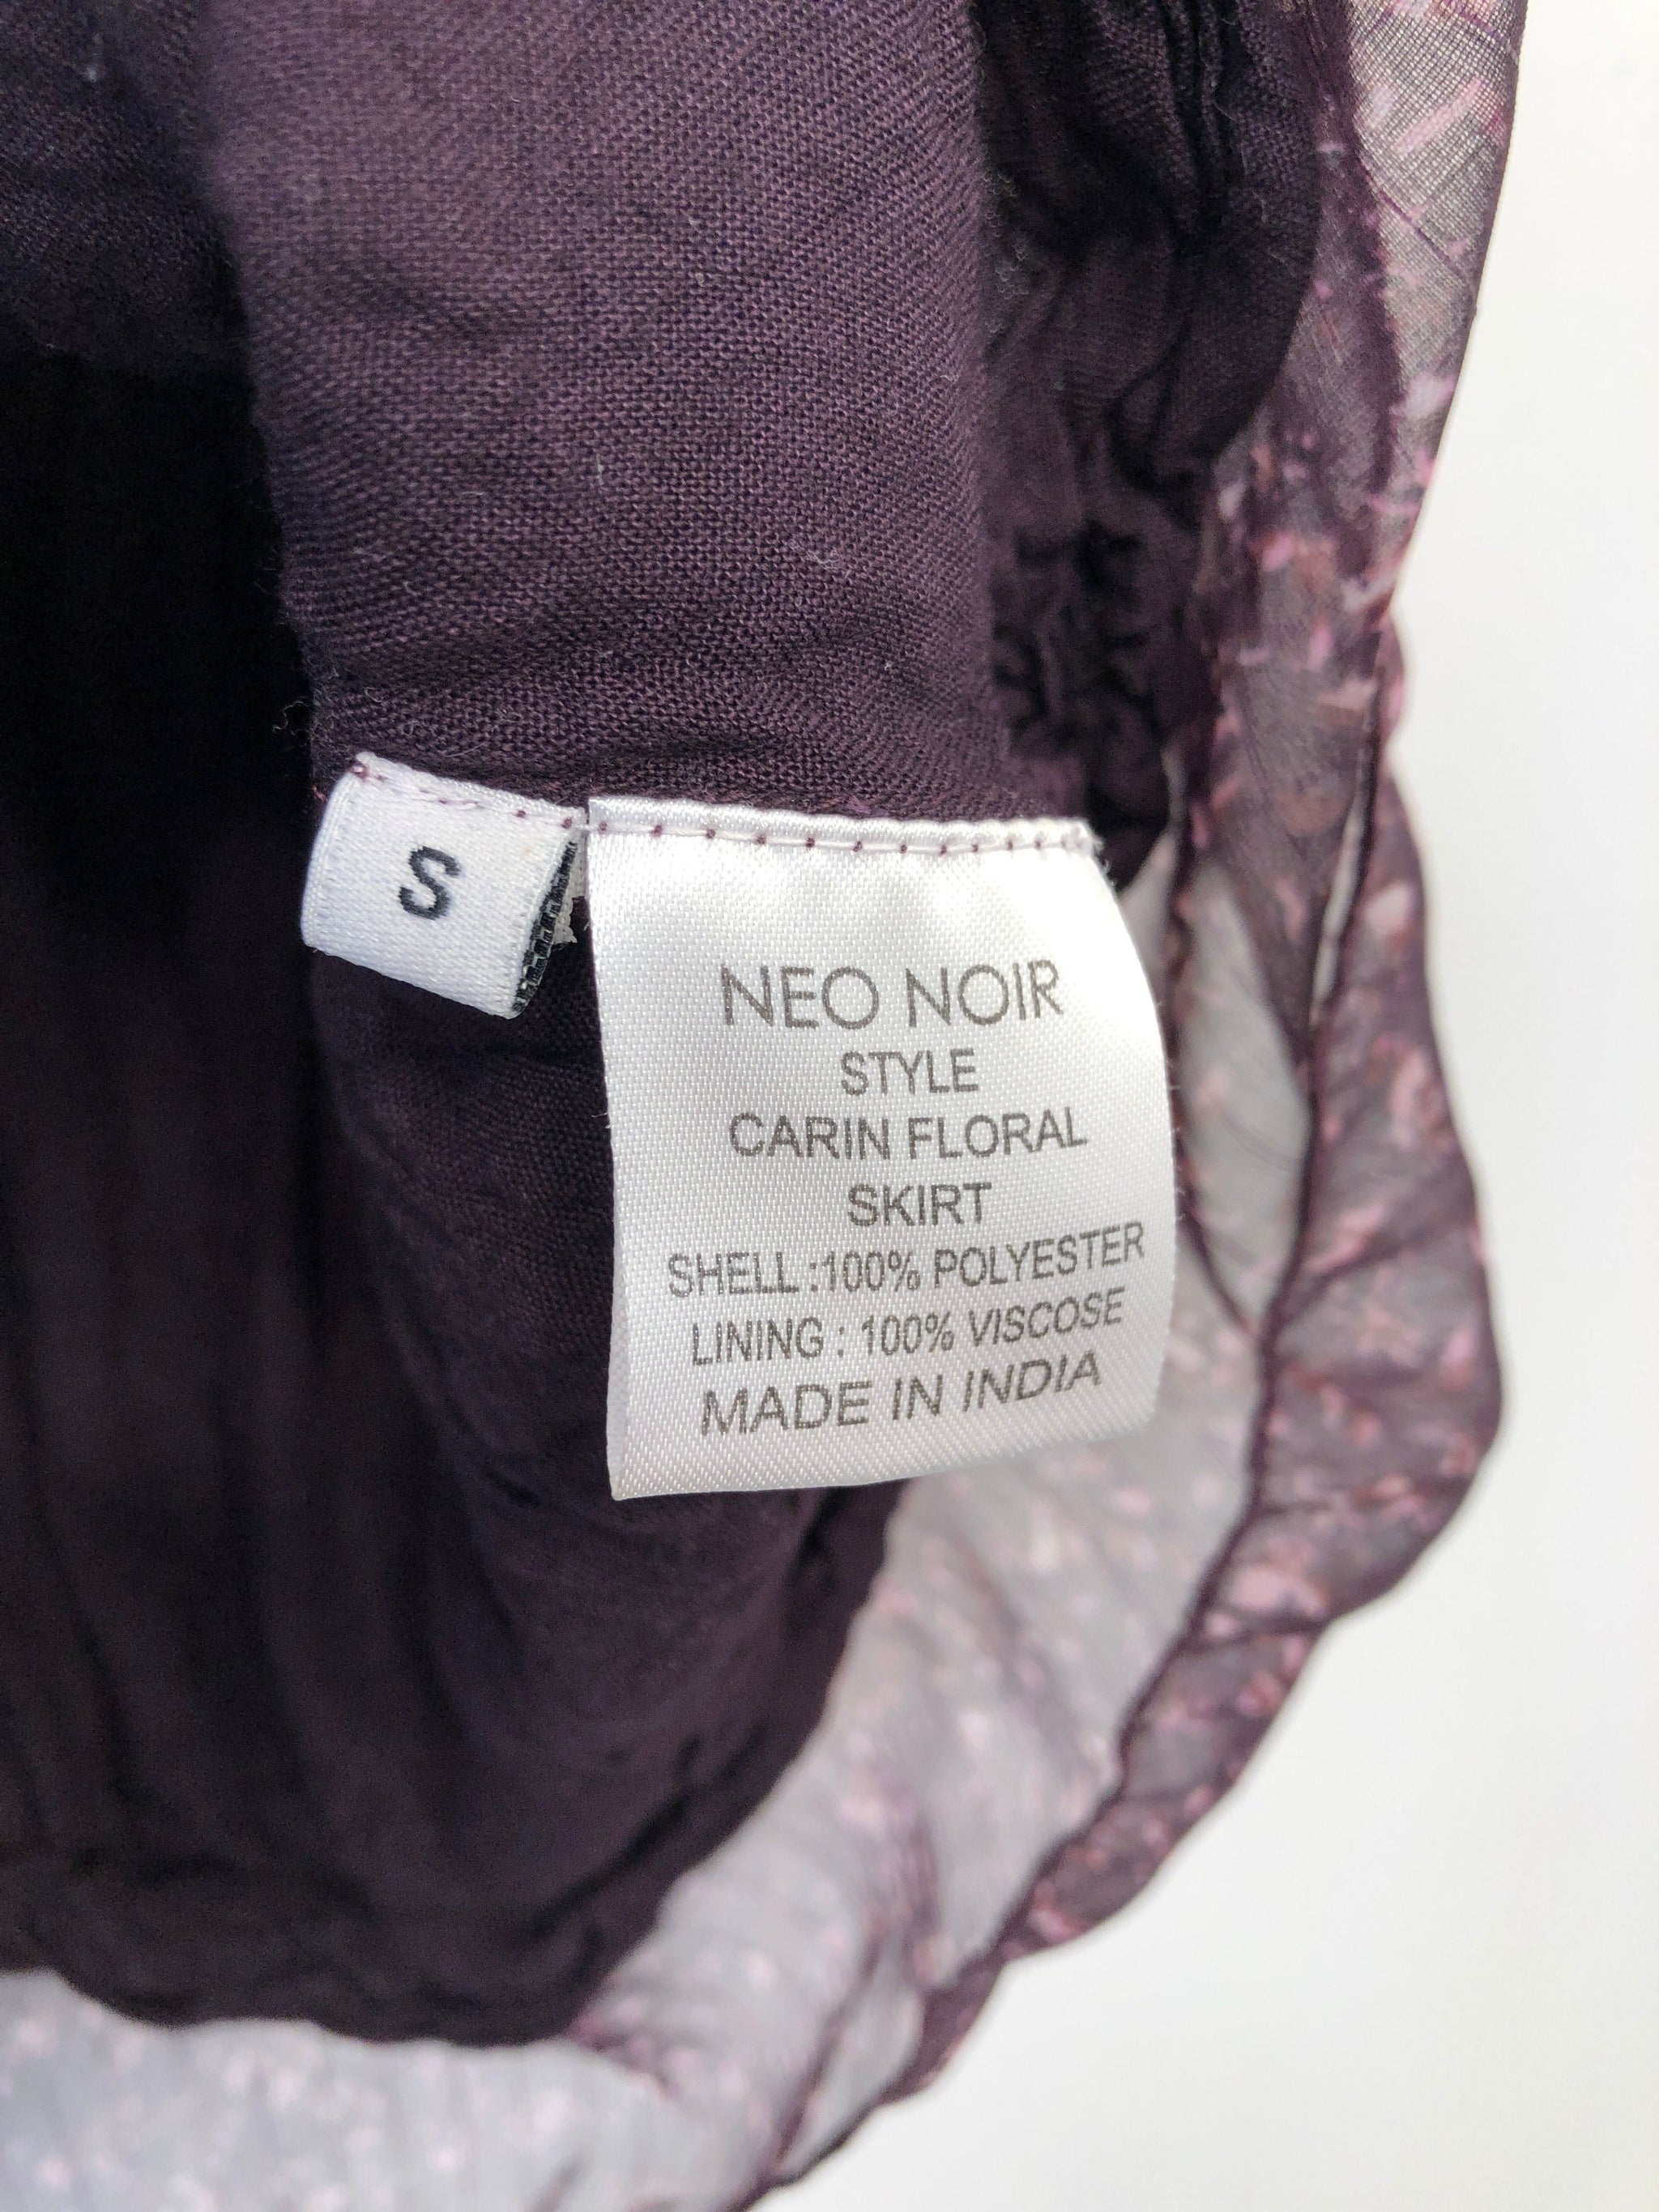 S
NEO NOIR
STYLE
CARIN FLORAL
SKIRT
SHELL :100% POLYESTER
LINING : 100% VISCOSE
MADE IN INDIA